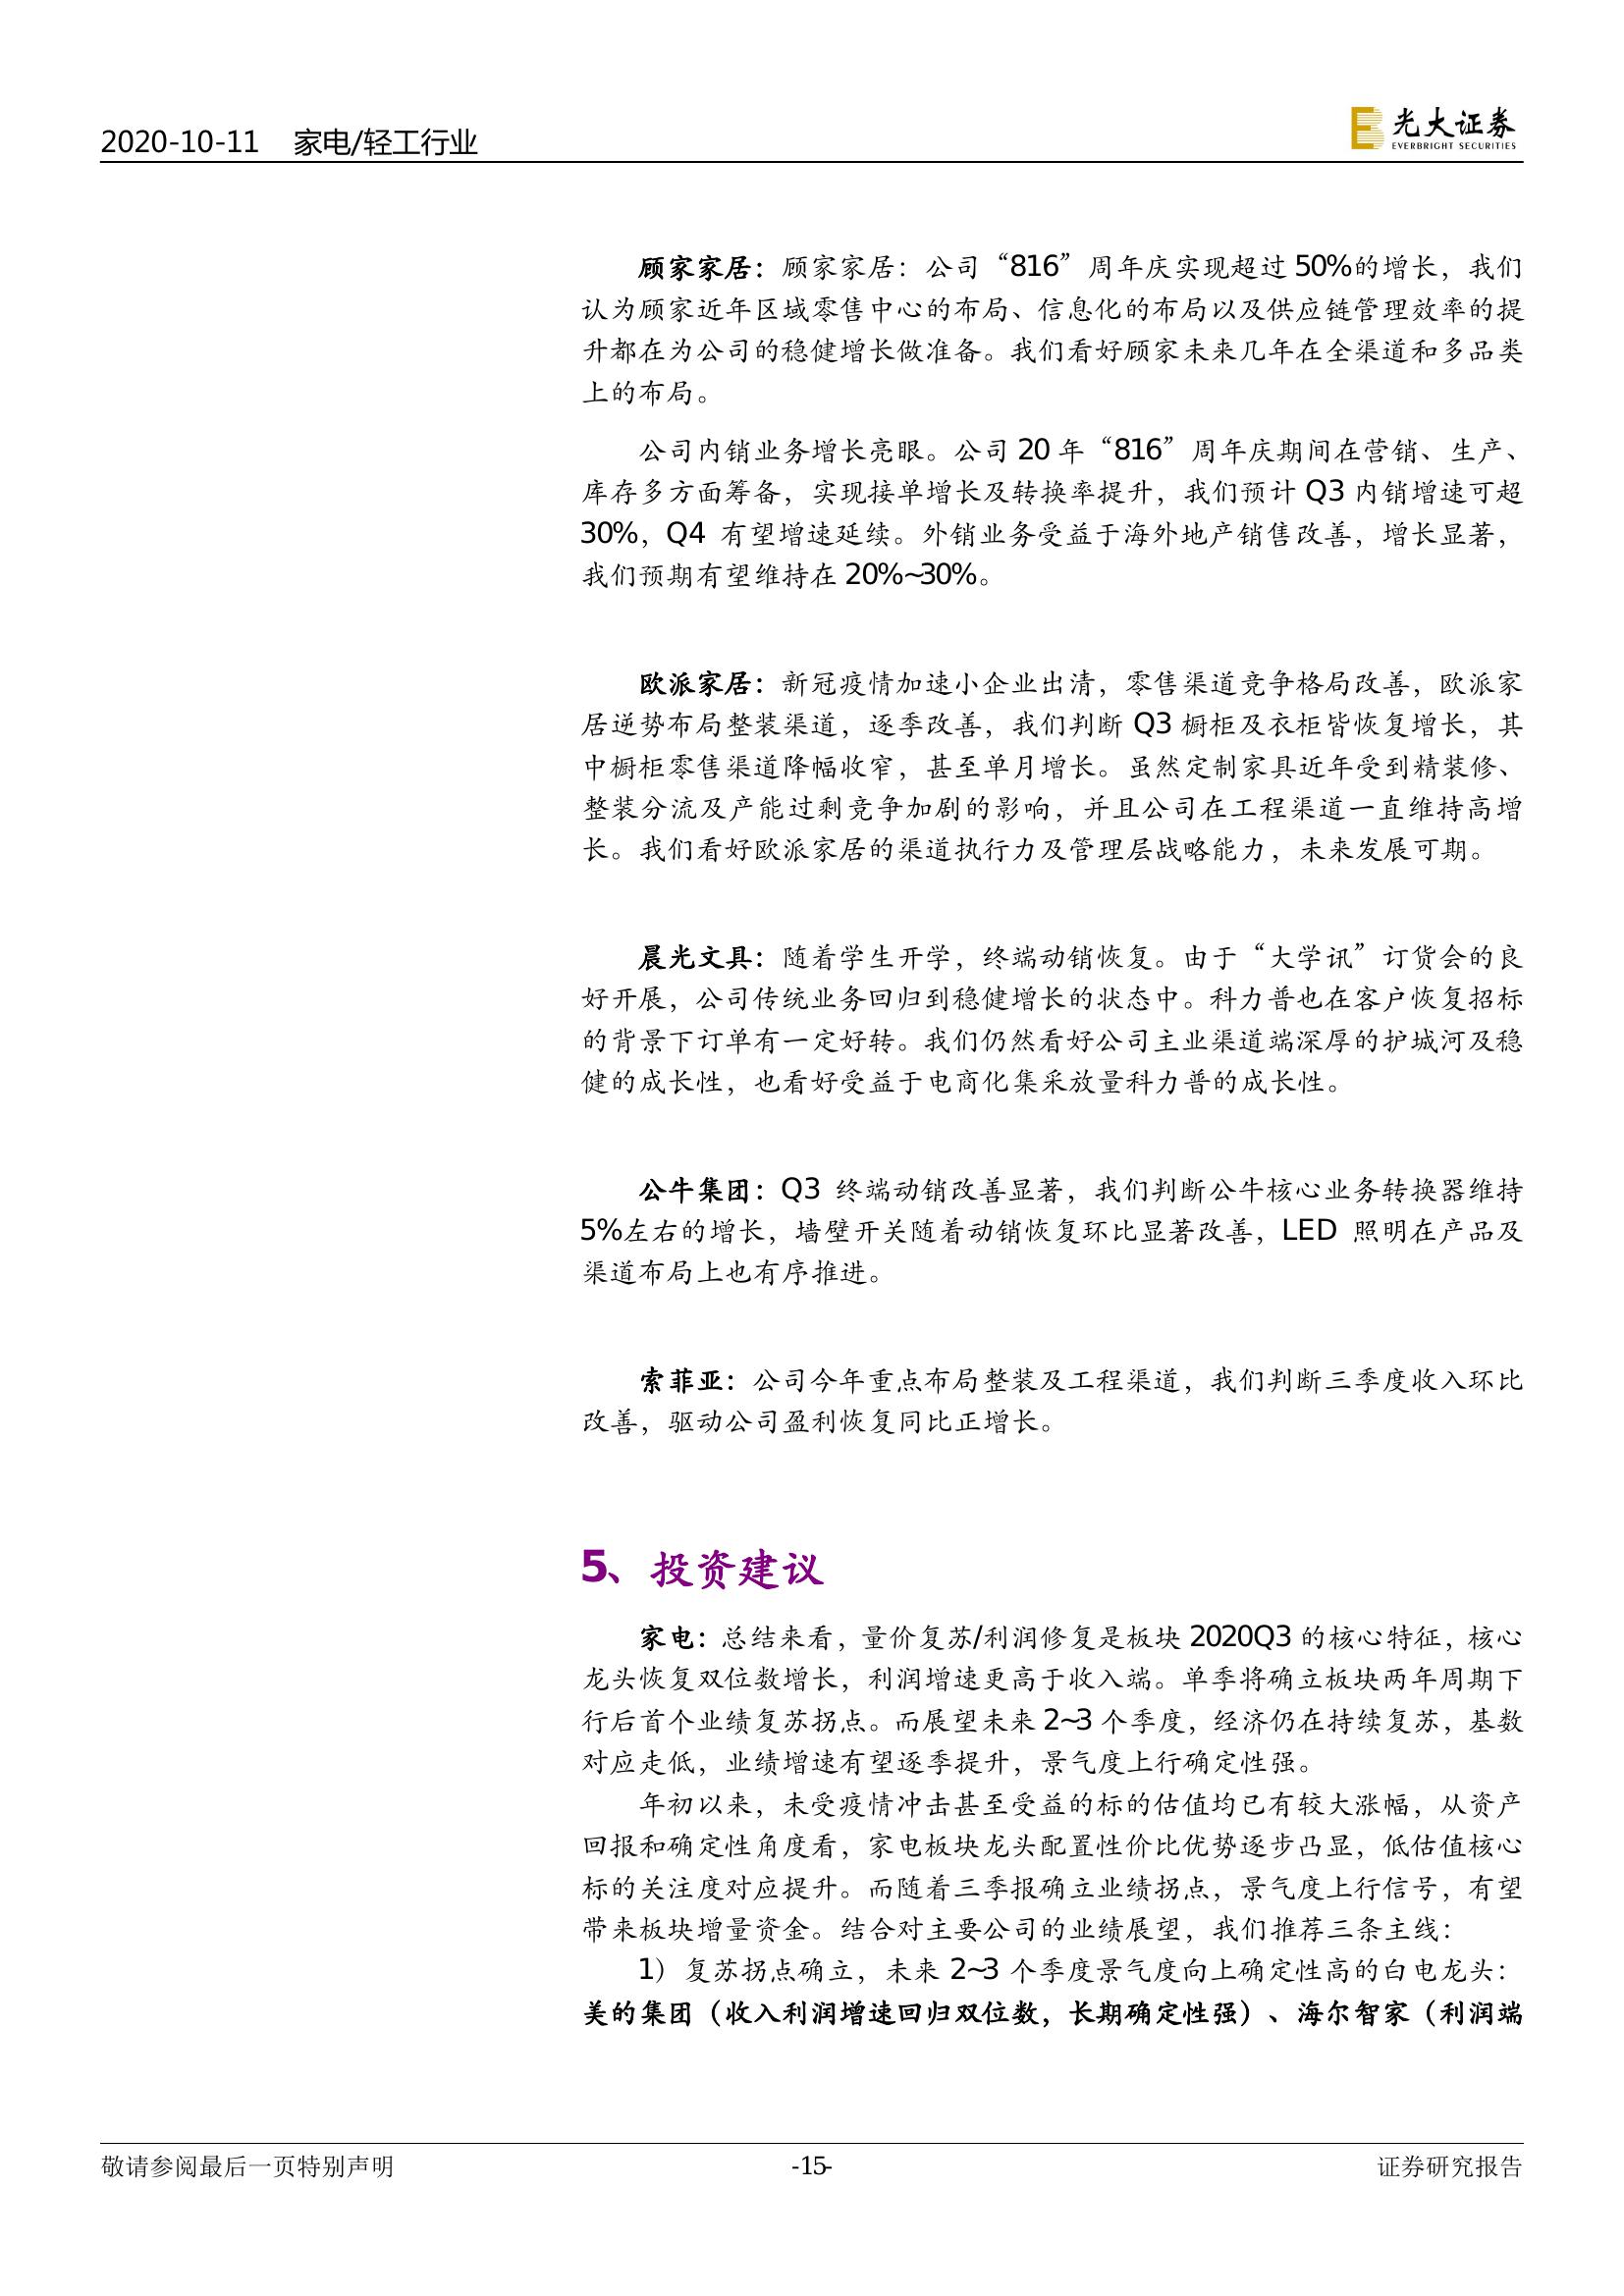 2020-10-11 家电/轻工行业
光大证券
EVERBRIGHT SECURITIES
顾家家居：顾家家居：公司“816”周年庆实现超过 50%的增长，我们
认为顾家近年区域零售中心的布局、信息化的布局以及供应链管理效率的提
升都在为公司的稳健增长做准备。我们看好顾家未来几年在全渠道和多品类
上的布局。
公司内销业务增长亮眼。公司 20 年“816”周年庆期间在营销、生产、
库存多方面筹备，实现接单增长及转换率提升，我们预计 Q3 内销增速可超
30%，Q4 有望增速延续。外销业务受益于海外地产销售改善，增长显著，
我们预期有望维持在 20%~30%。
欧派家居：新冠疫情加速小企业出清，零售渠道竞争格局改善，欧派家
居逆势布局整装渠道，逐季改善，我们判断 Q3 橱柜及衣柜皆恢复增长，其
中橱柜零售渠道降幅收窄，甚至单月增长。虽然定制家具近年受到精装修、
整装分流及产能过剩竞争加剧的影响，并且公司在工程渠道一直维持高增
长。我们看好欧派家居的渠道执行力及管理层战略能力，未来发展可期。
晨光文具：随着学生开学，终端动销恢复。由于“大学讯”订货会的良
好开展，公司传统业务回归到稳健增长的状态中。科力普也在客户恢复招标
的背景下订单有一定好转。我们仍然看好公司主业渠道端深厚的护城河及稳
健的成长性，也看好受益于电商化集采放量科力普的成长性。
公牛集团：Q3 终端动销改善显著，我们判断公牛核心业务转换器维持
5%左右的增长，墙壁开关随着动销恢复环比显著改善，LED 照明在产品及
渠道布局上也有序推进。
索菲亚：公司今年重点布局整装及工程渠道，我们判断三季度收入环比
改善，驱动公司盈利恢复同比正增长。
5、投资建议
家电：总结来看，量价复苏/利润修复是板块 2020Q3 的核心特征，核心
龙头恢复双位数增长，利润增速更高于收入端。单季将确立板块两年周期下
行后首个业绩复苏拐点。而展望未来 2~3 个季度，经济仍在持续复苏，基数
对应走低，业绩增速有望逐季提升，景气度上行确定性强。
年初以来，未受疫情冲击甚至受益的标的估值均已有较大涨幅，从资产
回报和确定性角度看，家电板块龙头配置性价比优势逐步凸显，低估值核心
标的关注度对应提升。而随着三季报确立业绩拐点，景气度上行信号，有望
带来板块增量资金。结合对主要公司的业绩展望，我们推荐三条主线：
1）复苏拐点确立，未来 2~3 个季度景气度向上确定性高的白电龙头：
美的集团（收入利润增速回归双位数，长期确定性强）、海尔智家（利润端
敬请参阅最后一页特别声明
-15-
证券研究报告